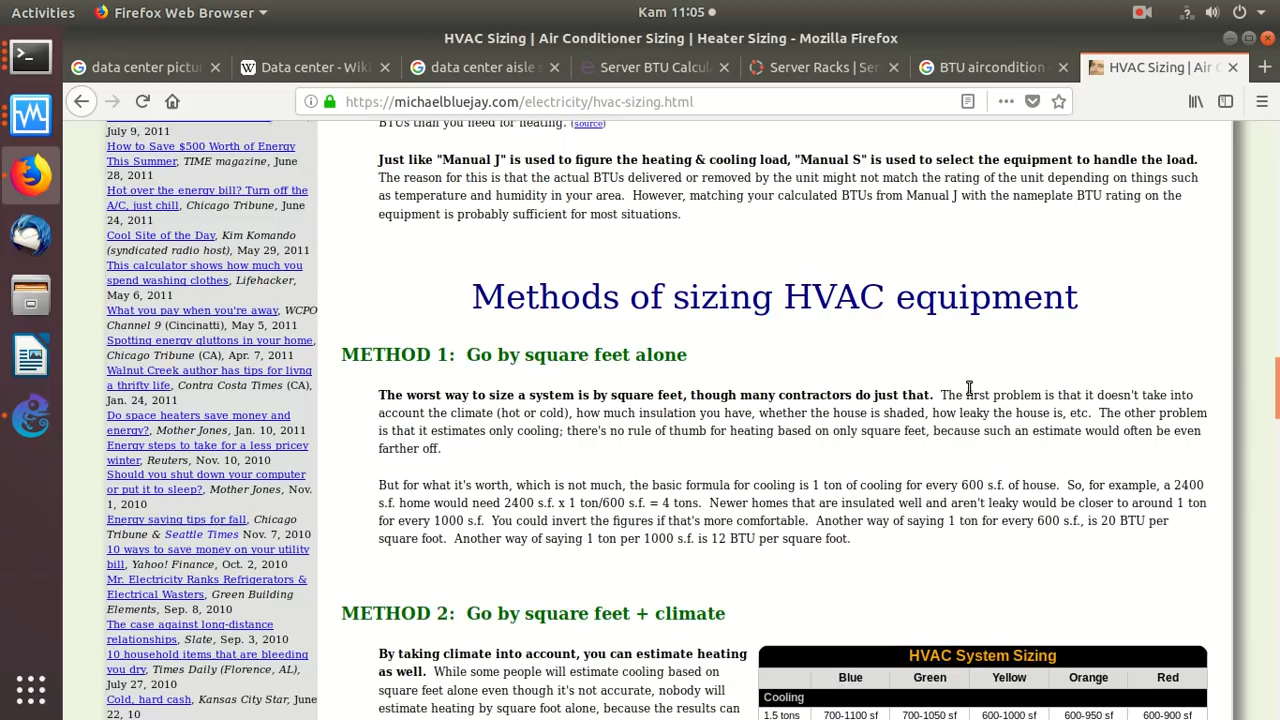 Activities
Firefox Web Browser
Kam 11:05
HVAC Sizing | Air Conditioner Sizing | Heater Sizing - Mozilla Firefox
data center pictur
Data center - Wiki
data center aisle s
Server BTU Calcu
Server Racks | Ser
BTU aircondition -
HVAC Sizing | Air C
https://michaelbluejay.com/electricity/hvac-sizing.html
July 9, 2011
How to Save $500 Worth of Energy
This Summer, TIME magazine, June
28, 2011
Hot over the energy bill? Turn off the
A/C, just chill, Chicago Tribune, June
24, 2011
Cool Site of the Day, Kim Komando
(syndicated radio host), May 29, 2011
This calculator shows how much you
spend washing clothes, Lifehacker,
May 6, 2011
What you pay when you're away, WCPO
Channel 9 (Cincinatti), May 5, 2011
Spotting energy gluttons in your home,
Chicago Tribune (CA), Apr. 7, 2011
Walnut Creek author has tips for livng
a thrifty life, Contra Costa Times (CA),
Jan. 24, 2011
Do space heaters save money and
energy?, Mother Jones, Jan. 10, 2011
Energy steps to take for a less pricey
winter, Reuters, Nov. 10, 2010
Should you shut down your computer
or put it to sleep?, Mother Jones, Nov.
1, 2010
Energy saving tips for fall, Chicago
Tribune & Seattle Times Nov. 7, 2010
10 ways to save money on your utility
bill, Yahoo! Finance, Oct. 2, 2010
Mr. Electricity Ranks Refrigerators &
Electrical Wasters, Green Building
Elements, Sep. 8, 2010
The case against long-distance
relationships, Slate, Sep. 3, 2010
10 household items that are bleeding
you dry, Times Daily (Florence, AL),
July 27, 2010
Cold, hard cash, Kansas City Star, June
22, 10
BTUs than you need for heating. (source)
Just like "Manual J" is used to figure the heating & cooling load, "Manual S" is used to select the equipment to handle the load.
The reason for this is that the actual BTUs delivered or removed by the unit might not match the rating of the unit depending on things such
as temperature and humidity in your area. However, matching your calculated BTUs from Manual J with the nameplate BTU rating on the
equipment is probably sufficient for most situations.
Methods of sizing HVAC equipment
METHOD 1: Go by square feet alone
The worst way to size a system is by square feet, though many contractors do just that. The first problem is that it doesn't take into
account the climate (hot or cold), how much insulation you have, whether the house is shaded, how leaky the house is, etc. The other problem
is that it estimates only cooling; there's no rule of thumb for heating based on only square feet, because such an estimate would often be even
farther off.
But for what it's worth, which is not much, the basic formula for cooling is 1 ton of cooling for every 600 s.f. of house. So, for example, a 2400
s.f. home would need 2400 s.f. x 1 ton/600 s.f. = 4 tons. Newer homes that are insulated well and aren't leaky would be closer to around 1 ton
for every 1000 s.f. You could invert the figures if that's more comfortable. Another way of saying 1 ton for every 600 s.f., is 20 BTU per
square foot. Another way of saying 1 ton per 1000 s.f. is 12 BTU per square foot.
METHOD 2: Go by square feet + climate
By taking climate into account, you can estimate heating
as well. While some people will estimate cooling based on
square feet alone even though it's not accurate, nobody will
estimate heating by square foot alone, because the results can
HVAC System Sizing
Blue Green Yellow Orange Red
Cooling
1.5 tons 700-1100 sf 700-1050 sf 600-1000 sf 600-950 sf 600-900 sf